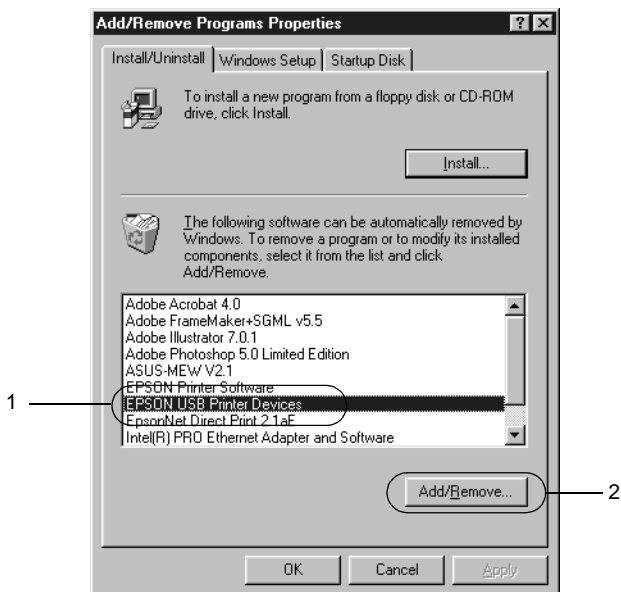 Add/Remove Programs Properties
Install/Uninstall Windows Setup Startup Disk
To install a new program from a floppy disk or CD-ROM
drive, click Install.
Install...
The following software can be automatically removed by
Windows. To remove a program or to modify its installed
components, select it from the list and click
Add/Remove.
Adobe Acrobat 4.0
Adobe FrameMaker+SGML v5.5
Adobe Illustrator 7.0.1
Adobe Photoshop 5.0 Limited Edition
ASUS-MEW V2.1
EPSON Printer Software
1 EPSON USB Printer Devices
EpsonNet Direct Print 2.1aE
Intel(R) PRO Ethernet Adapter and Software
Add/Remove... 2
OK Cancel Apply